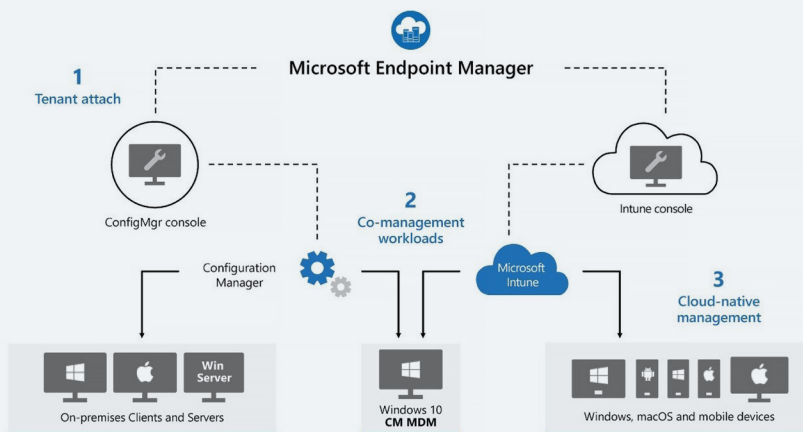 Microsoft Endpoint Manager
1
Tenant attach
ConfigMgr console
Intune console
2
Co-management
workloads
Configuration
Manager
Microsoft
Intune
3
Cloud-native
management
Win
Server
On-premises Clients and Servers
Windows 10
CM MDM
Windows, macOS and mobile devices